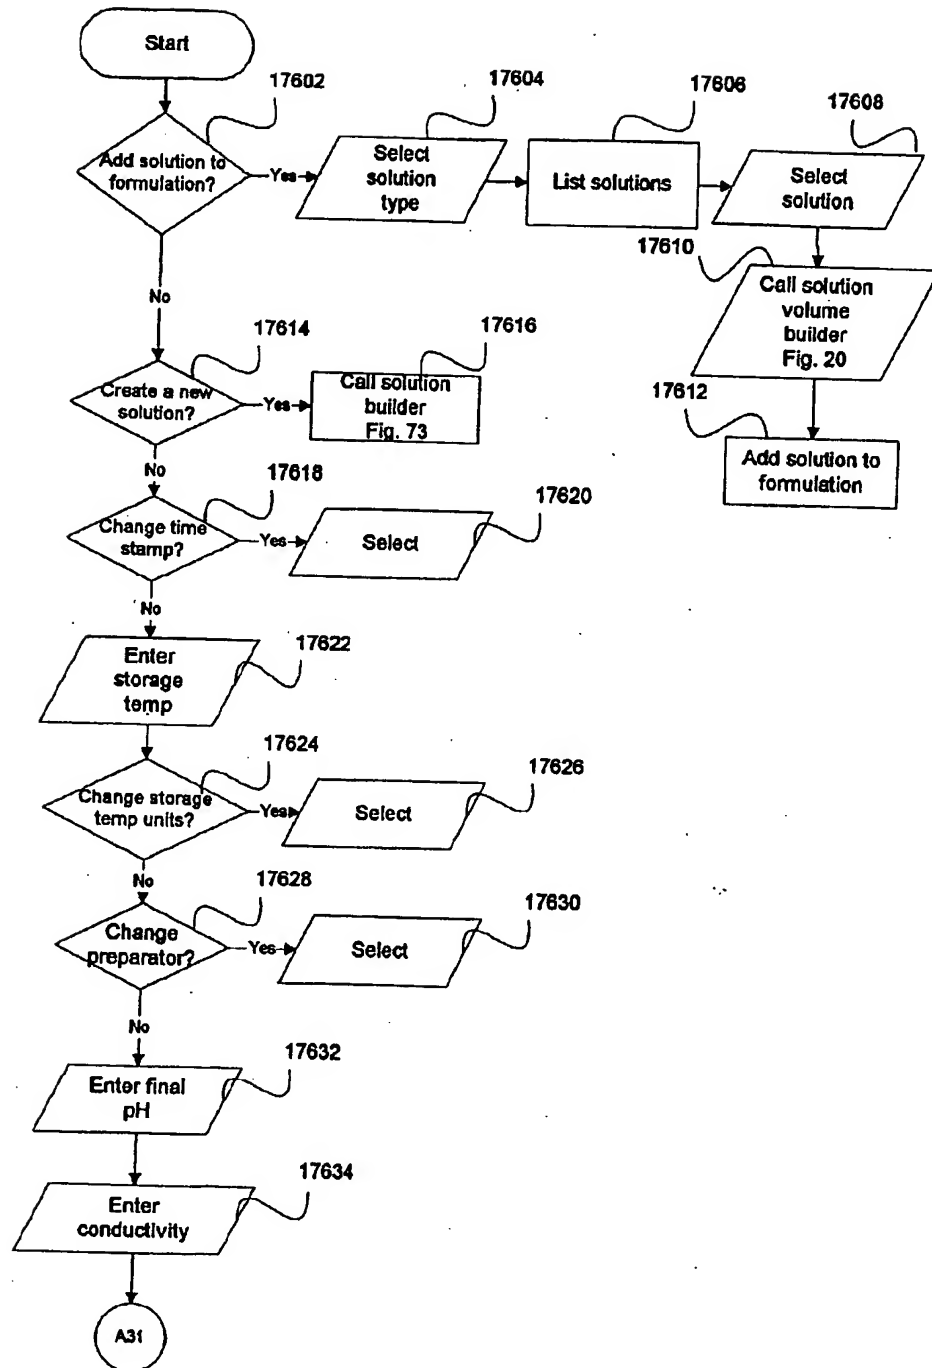 Start
17602
17604
17606
17608
Add solution to
formulation?
Yes
Select
solution
type
List solutions
Select
solution
17610
Call solution
volume
builder
Fig. 20
No
17614
17616
Create a new
solution?
Yes
Call solution
builder
Fig. 73
17612
Add solution to
formulation
No
17618
17620
Change time
stamp?
Yes
Select
No
17622
Enter
storage
temp
17624
17626
Change storage
temp units?
Yes
Select
No
17628
17630
Change
preparator?
Yes
Select
No
17632
Enter final
pH
17634
Enter
conductivity
A31